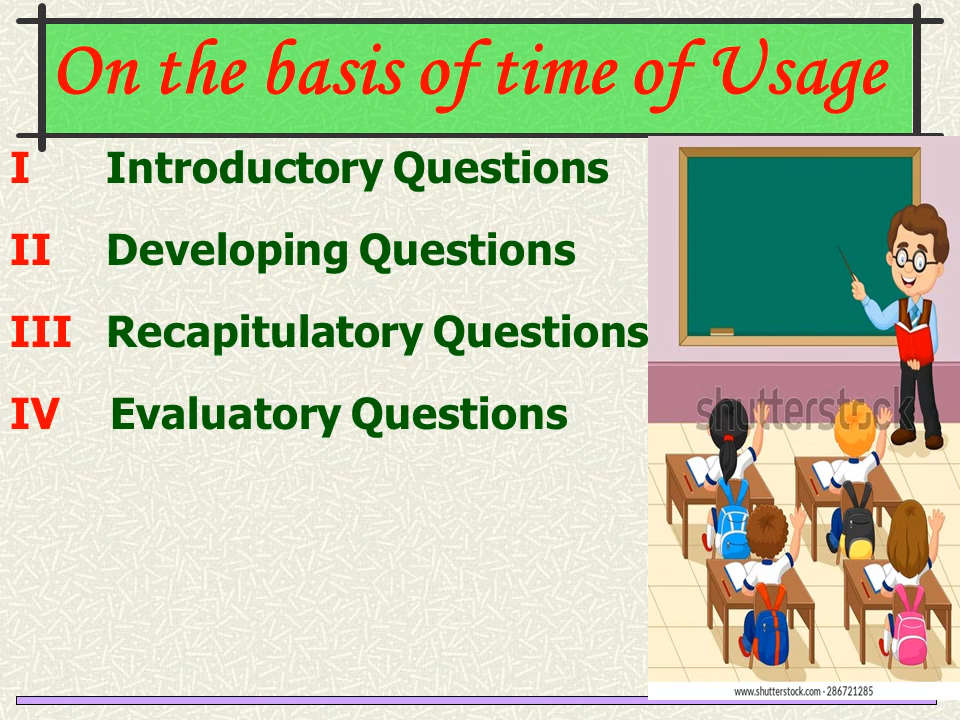 On the basis of time of Usage
I Introductory Questions
II Developing Questions
III Recapitulatory Questions
IV Evaluatory Questions
shutterstock
www.shutterstock.com · 286721285